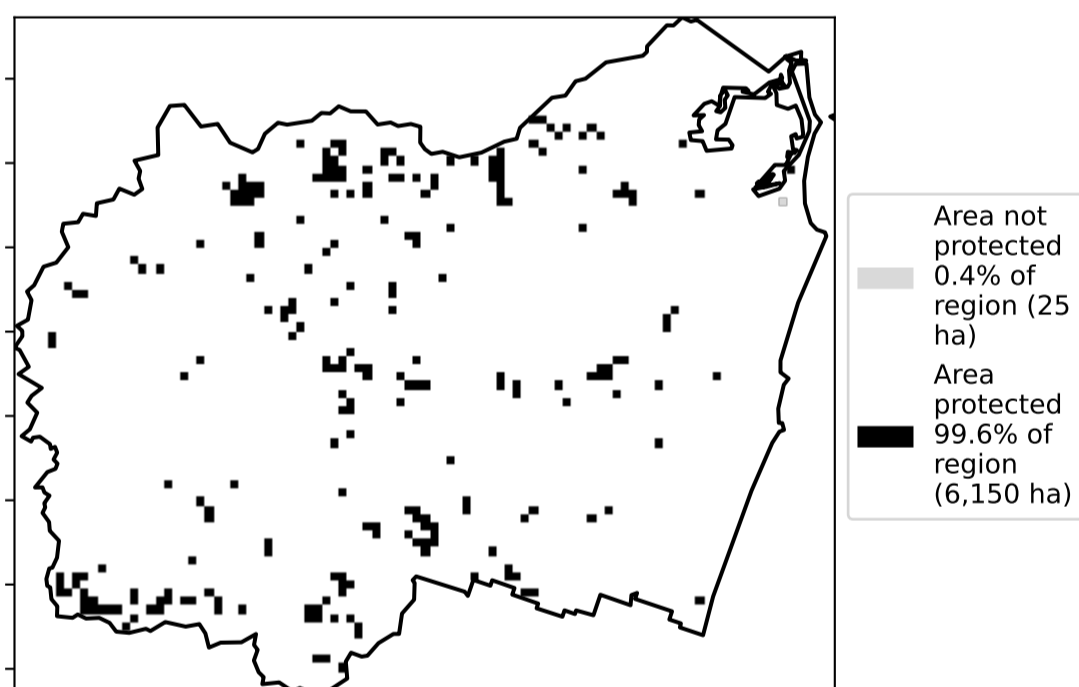 Area not
protected
0.4% of
region (25
ha)
Area
protected
99.6% of
region
(6,150 ha)